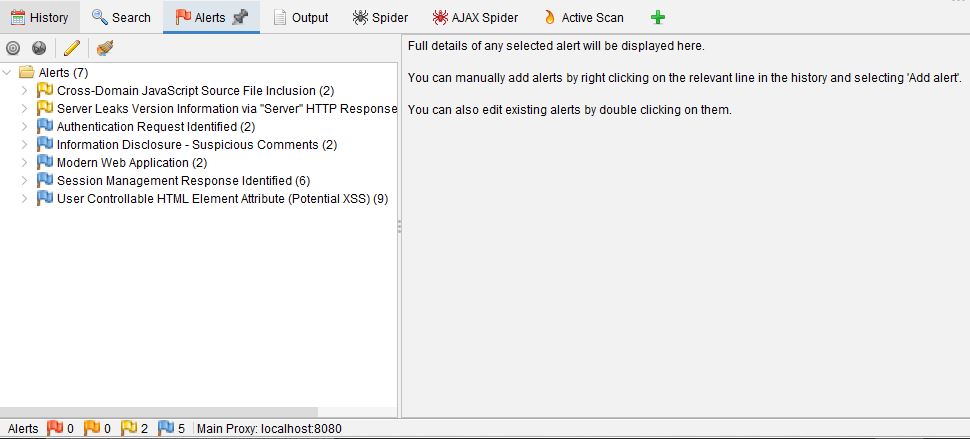 History Search Alerts Output Spider AJAX Spider Active Scan
Alerts (7)
Cross-Domain JavaScript Source File Inclusion (2)
Server Leaks Version Information via "Server" HTTP Response
Authentication Request Identified (2)
Information Disclosure - Suspicious Comments (2)
Modern Web Application (2)
Session Management Response Identified (6)
User Controllable HTML Element Attribute (Potential XSS) (9)
Full details of any selected alert will be displayed here.
You can manually add alerts by right clicking on the relevant line in the history and selecting 'Add alert'.
You can also edit existing alerts by double clicking on them.
Alerts 0 0 2 5 Main Proxy: localhost:8080